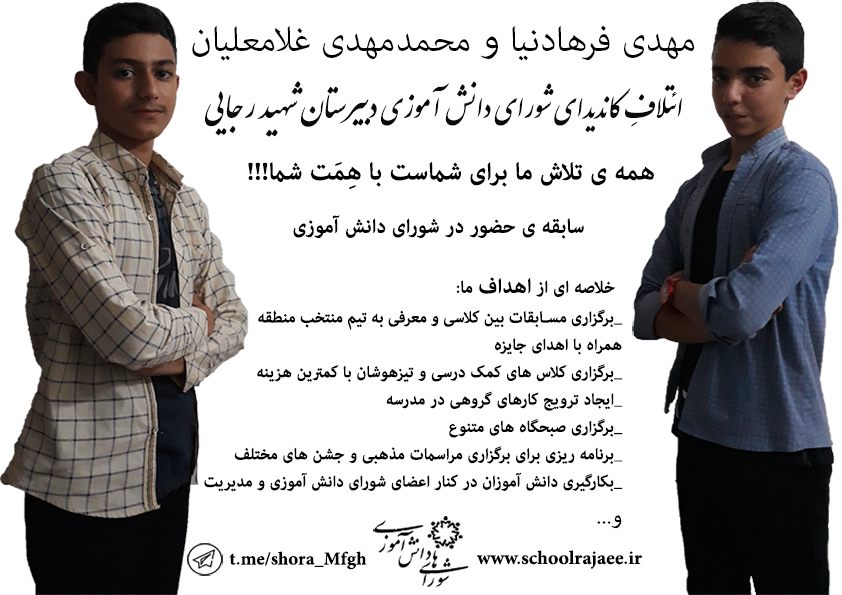 مهدی فرهادنیا و محمدمهدی غلامعلیان
ائتلافِ کاندیدای شورای دانش آموزی دبیرستان شهید رجایی
همه ی تلاش ما برای شماست با هِمَت شما!!!
سابقه ی حضور در شورای دانش آموزی
خلاصه ای از اهداف ما:
_برگزاری مسابقات بین کلاسی و معرفی به تیم منتخب منطقه
همراه با اهدای جایزه
_برگزاری کلاس های کمک درسی و تیزهوشان با کمترین هزینه
_ایجاد ترویج کارهای گروهی در مدرسه
_برگزاری صبحگاه های متنوع
_برنامه ریزی برای برگزاری مراسمات مذهبی و جشن های مختلف
_بکارگیری دانش آموزان در کنار اعضای شورای دانش آموزی و مدیریت
و...
t.me/shora_Mfgh
شورای دانش آموزی
www.schoolrajaee.ir